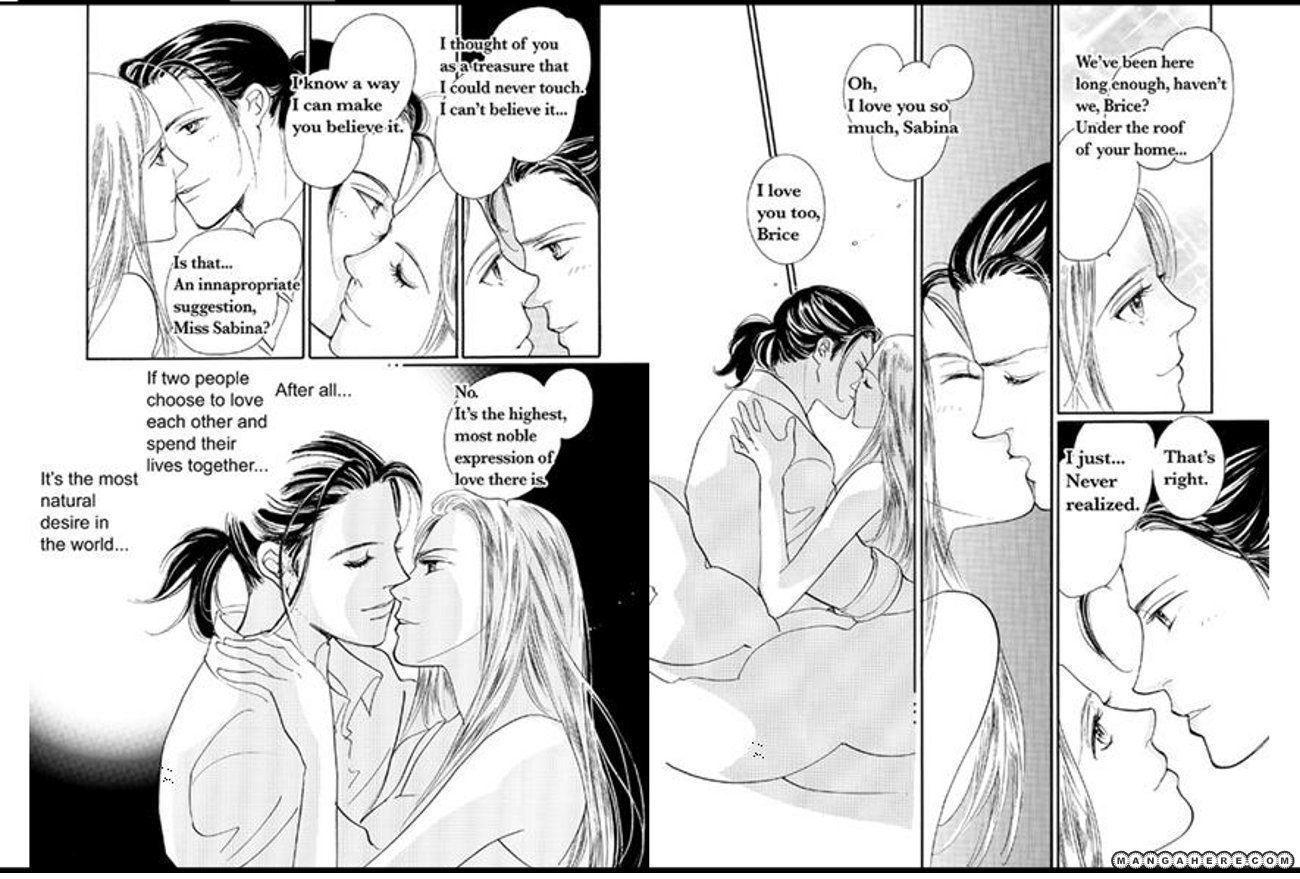 We've been here
long enough, haven't
we, Brice?
Under the roof
of your home...
That's
right.
I just...
Never
realized.
Oh,
I love you so
much, Sabina
I love
you too,
Brice
I thought of you
as a treasure that
I could never touch.
I can't believe it...
I know a way
I can make
you believe it.
Is that...
An innapropriate
suggestion,
Miss Sabina?
No.
It's the highest,
most noble
expression of
love there is.
After all...
If two people
choose to love
each other and
spend their
lives together...
It's the most
natural
desire in
the world...
MANGAHERE.COM